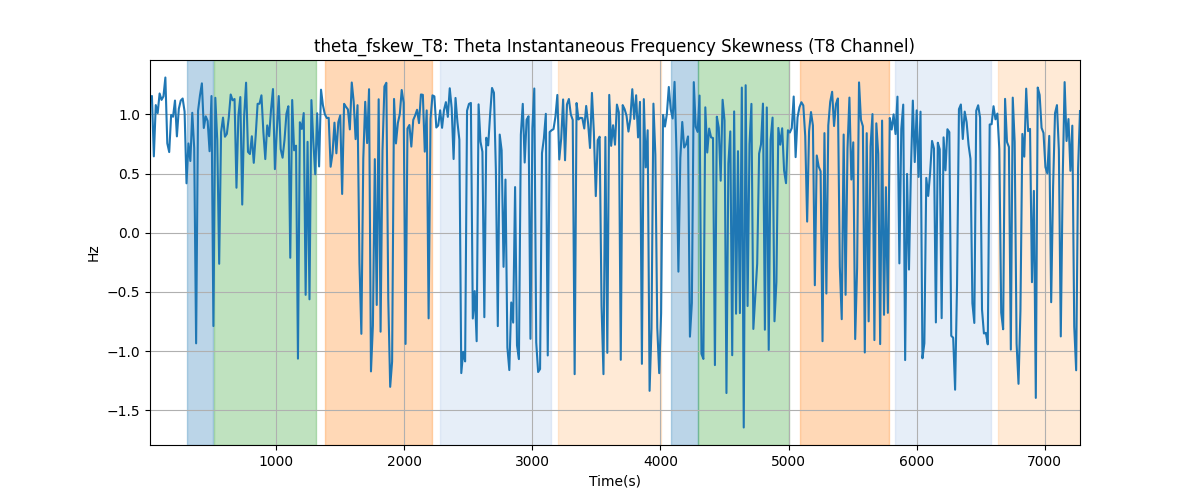 theta_fskew_T8: Theta Instantaneous Frequency Skewness (T8 Channel)
1.0
0.5
0.0
−0.5
−1.0
−1.5
Hz
1000 2000 3000 4000 5000 6000 7000
Time(s)